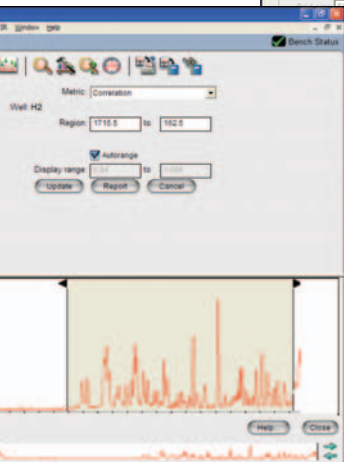 Window Help
Bench Status
Metric: Correlation
Well: H2
Region: 1715.5 to 162.5
Autorange
Display range: to
Update Report Cancel
Help Close